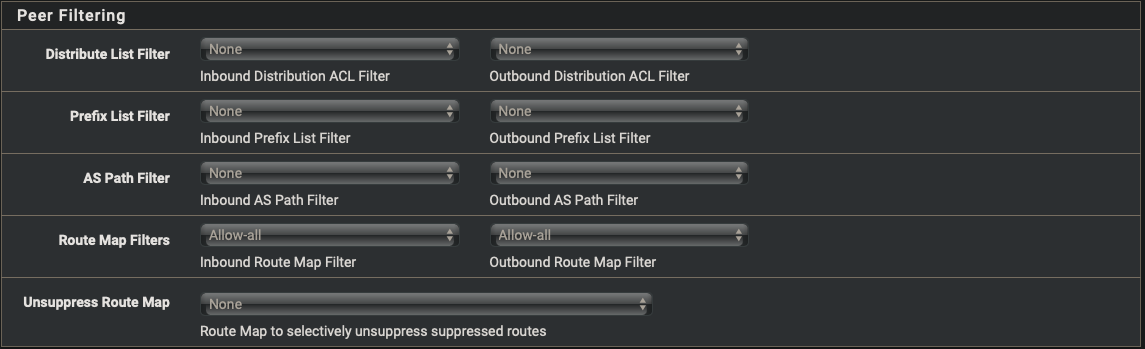 Peer Filtering
Distribute List Filter None None
Inbound Distribution ACL Filter Outbound Distribution ACL Filter
Prefix List Filter None None
Inbound Prefix List Filter Outbound Prefix List Filter
AS Path Filter None None
Inbound AS Path Filter Outbound AS Path Filter
Route Map Filters Allow-all Allow-all
Inbound Route Map Filter Outbound Route Map Filter
Unsuppress Route Map None
Route Map to selectively unsuppress suppressed routes